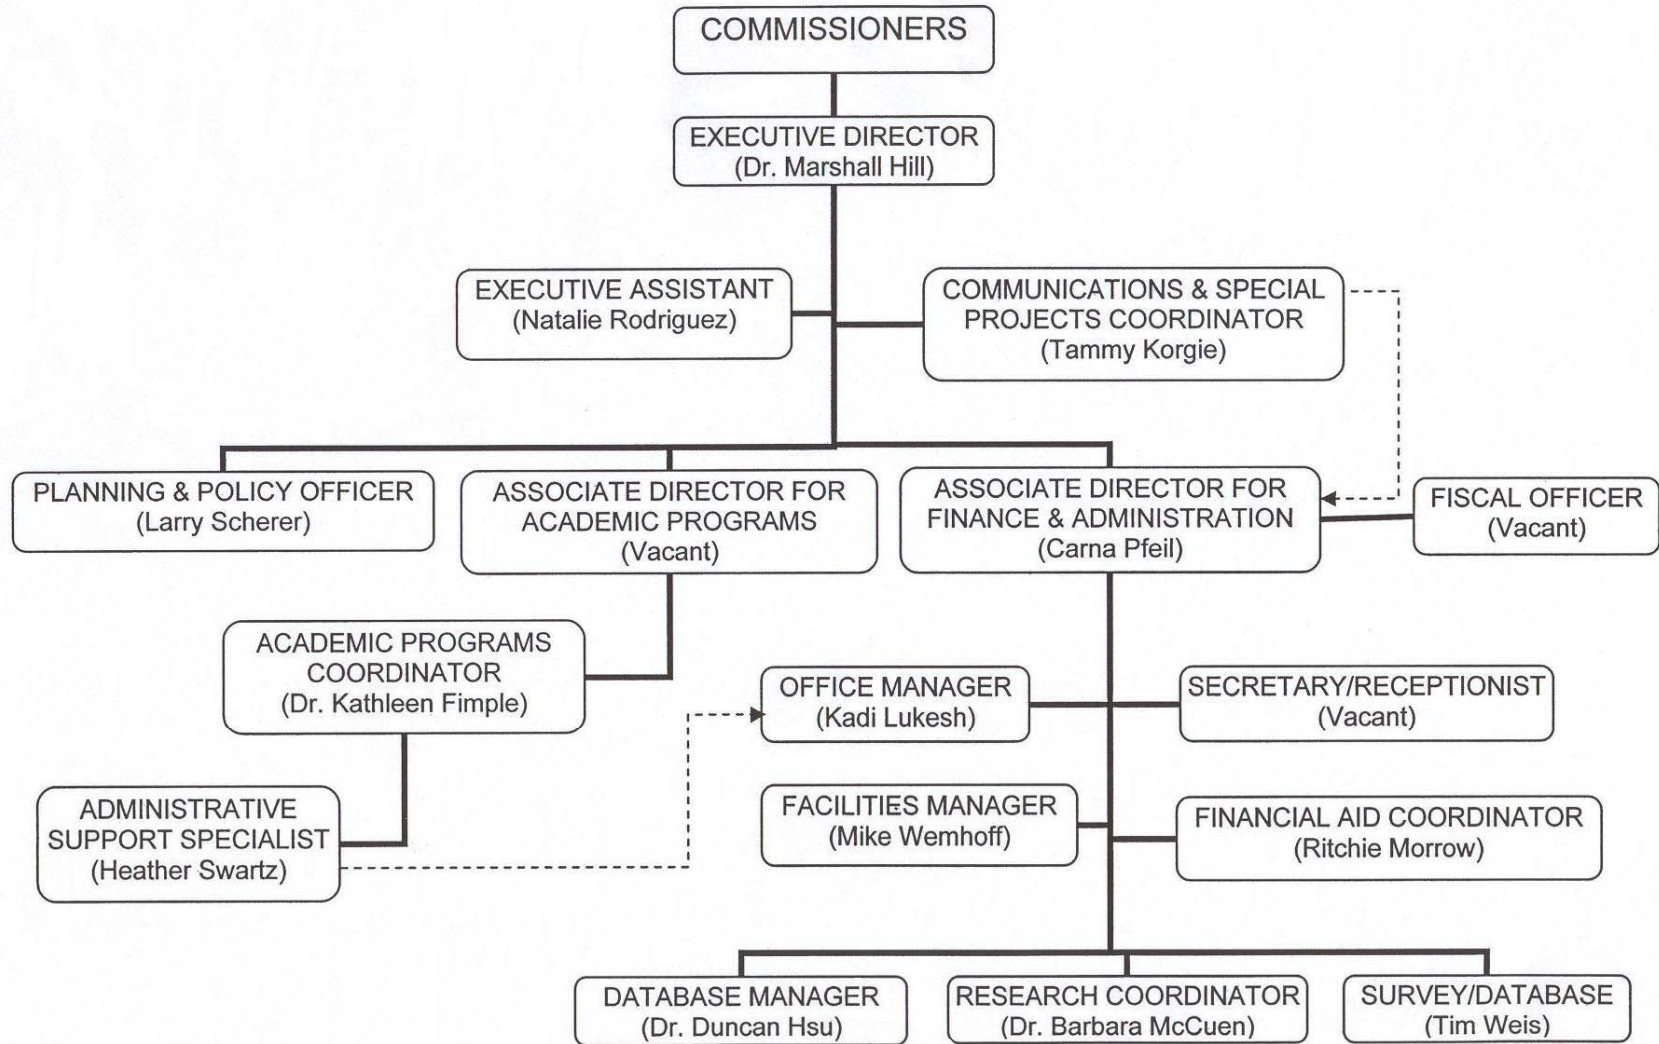 COMMISSIONERS
EXECUTIVE DIRECTOR
(Dr. Marshall Hill)
EXECUTIVE ASSISTANT
(Natalie Rodriguez)
COMMUNICATIONS & SPECIAL
PROJECTS COORDINATOR
(Tammy Korgie)
PLANNING & POLICY OFFICER
(Larry Scherer)
ASSOCIATE DIRECTOR FOR
ACADEMIC PROGRAMS
(Vacant)
ASSOCIATE DIRECTOR FOR
FINANCE & ADMINISTRATION
(Carna Pfeil)
FISCAL OFFICER
(Vacant)
ACADEMIC PROGRAMS
COORDINATOR
(Dr. Kathleen Fimple)
OFFICE MANAGER
(Kadi Lukesh)
SECRETARY/RECEPTIONIST
(Vacant)
ADMINISTRATIVE
SUPPORT SPECIALIST
(Heather Swartz)
FACILITIES MANAGER
(Mike Wemhoff)
FINANCIAL AID COORDINATOR
(Ritchie Morrow)
DATABASE MANAGER
(Dr. Duncan Hsu)
RESEARCH COORDINATOR
(Dr. Barbara McCuen)
SURVEY/DATABASE
(Tim Weis)